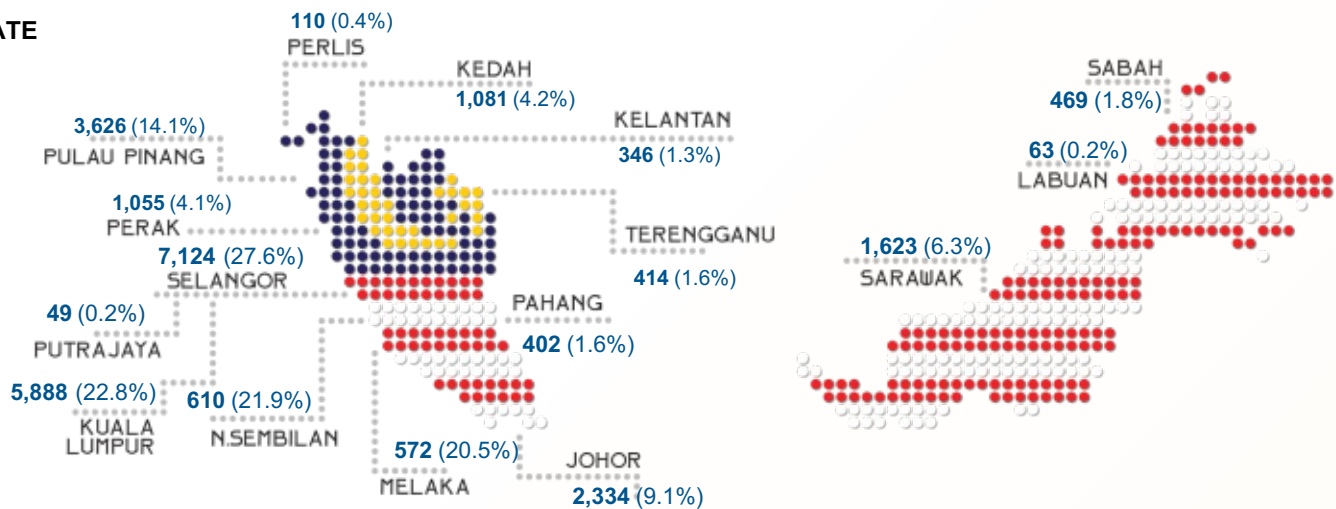 ATE
110 (0.4%)
PERLIS
KEDAH
1,081 (4.2%)
KELANTAN
346 (1.3%)
3,626 (14.1%)
PULAU PINANG
1,055 (4.1%)
PERAK
7,124 (27.6%)
SELANGOR
TERENGGANU
414 (1.6%)
49 (0.2%)
PUTRAJAYA
PAHANG
402 (1.6%)
5,888 (22.8%)
KUALA
LUMPUR
610 (21.9%)
N.SEMBILAN
572 (20.5%)
MELAKA
JOHOR
2,334 (9.1%)
SABAH
469 (1.8%)
63 (0.2%)
LABUAN
1,623 (6.3%)
SARAWAK